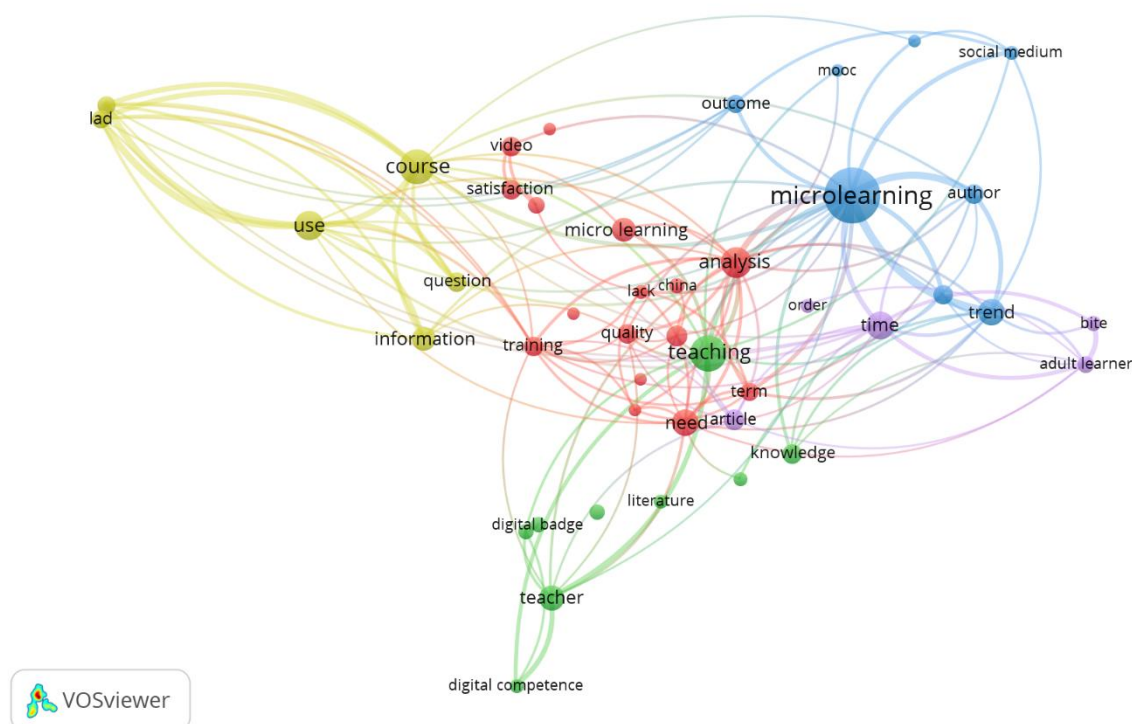 social medium
mooc
outcome
lad
video
course
satisfaction
microlearning
author
use
micro learning
analysis
question
lack
china
order
trend
time
bite
information
training
quality
teaching
adult learner
term
need
article
knowledge
literature
digital badge
teacher
digital competence
VOSviewer